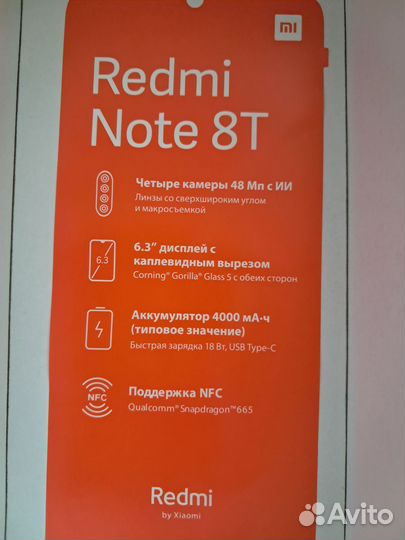 mi
Redmi
Note 8T
Четыре камеры 48 Мп с ИИ
Линзы со сверхшироким углом
и макросъемкой
6.3
6.3” дисплей с
каплевидным вырезом
Corning® Gorilla® Glass 5 с обеих сторон
Аккумулятор 4000 мА·ч
(типовое значение)
Быстрая зарядка 18 Вт, USB Type-C
NFC
Поддержка NFC
Qualcomm® Snapdragon™ 665
Redmi
by Xiaomi
Avito